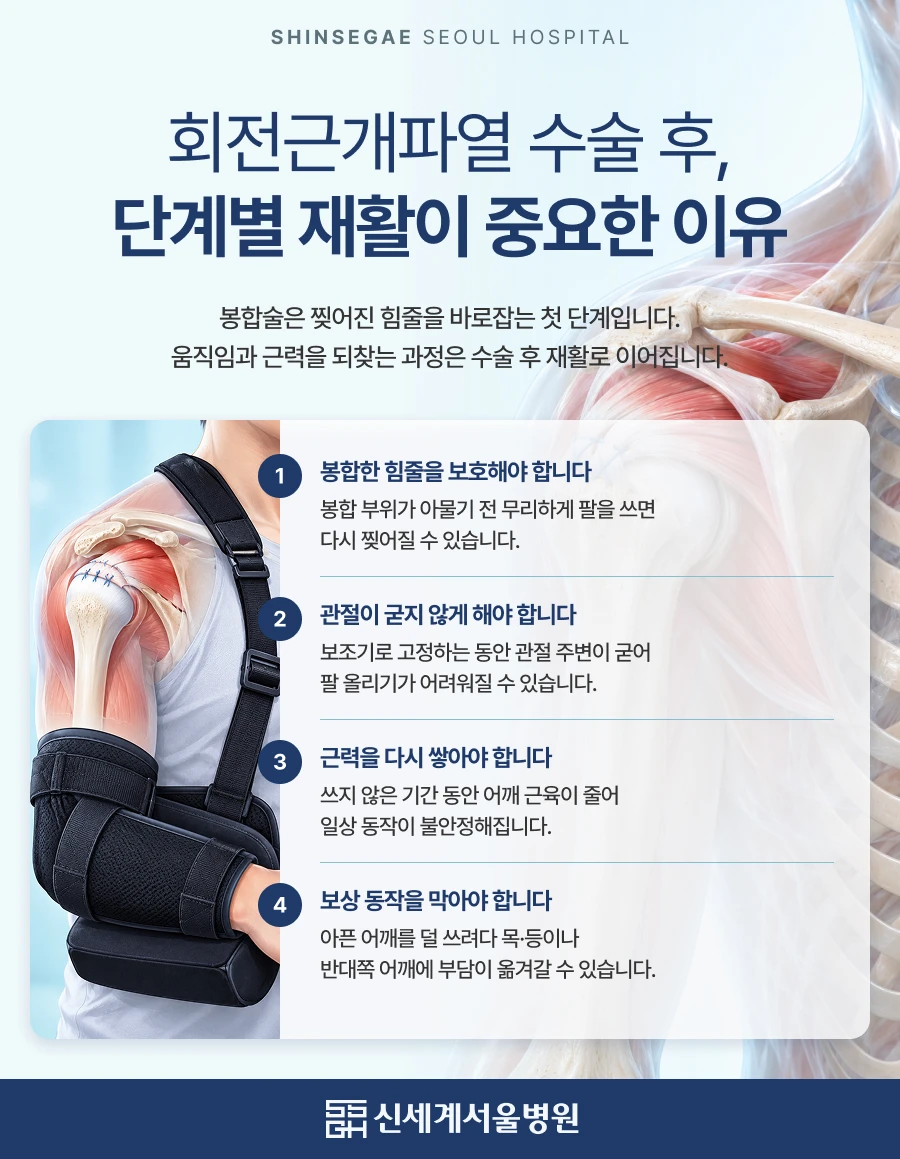 SHINSEGAE SEOUL HOSPITAL
회전근개파열 수술 후,
단계별 재활이 중요한 이유
봉합술은 찢어진 힘줄을 바로잡는 첫 단계입니다.
움직임과 근력을 되찾는 과정은 수술 후 재활로 이어집니다.
1 봉합한 힘줄을 보호해야 합니다
봉합 부위가 아물기 전 무리하게 팔을 쓰면
다시 찢어질 수 있습니다.
2 관절이 굳지 않게 해야 합니다
보조기로 고정하는 동안 관절 주변이 굳어
팔 올리기가 어려워질 수 있습니다.
3 근력을 다시 쌓아야 합니다
쓰지 않은 기간 동안 어깨 근육이 줄어
일상 동작이 불안정해집니다.
4 보상 동작을 막아야 합니다
아픈 어깨를 덜 쓰려다 목·등이나
반대쪽 어깨에 부담이 옮겨갈 수 있습니다.
신세계서울병원